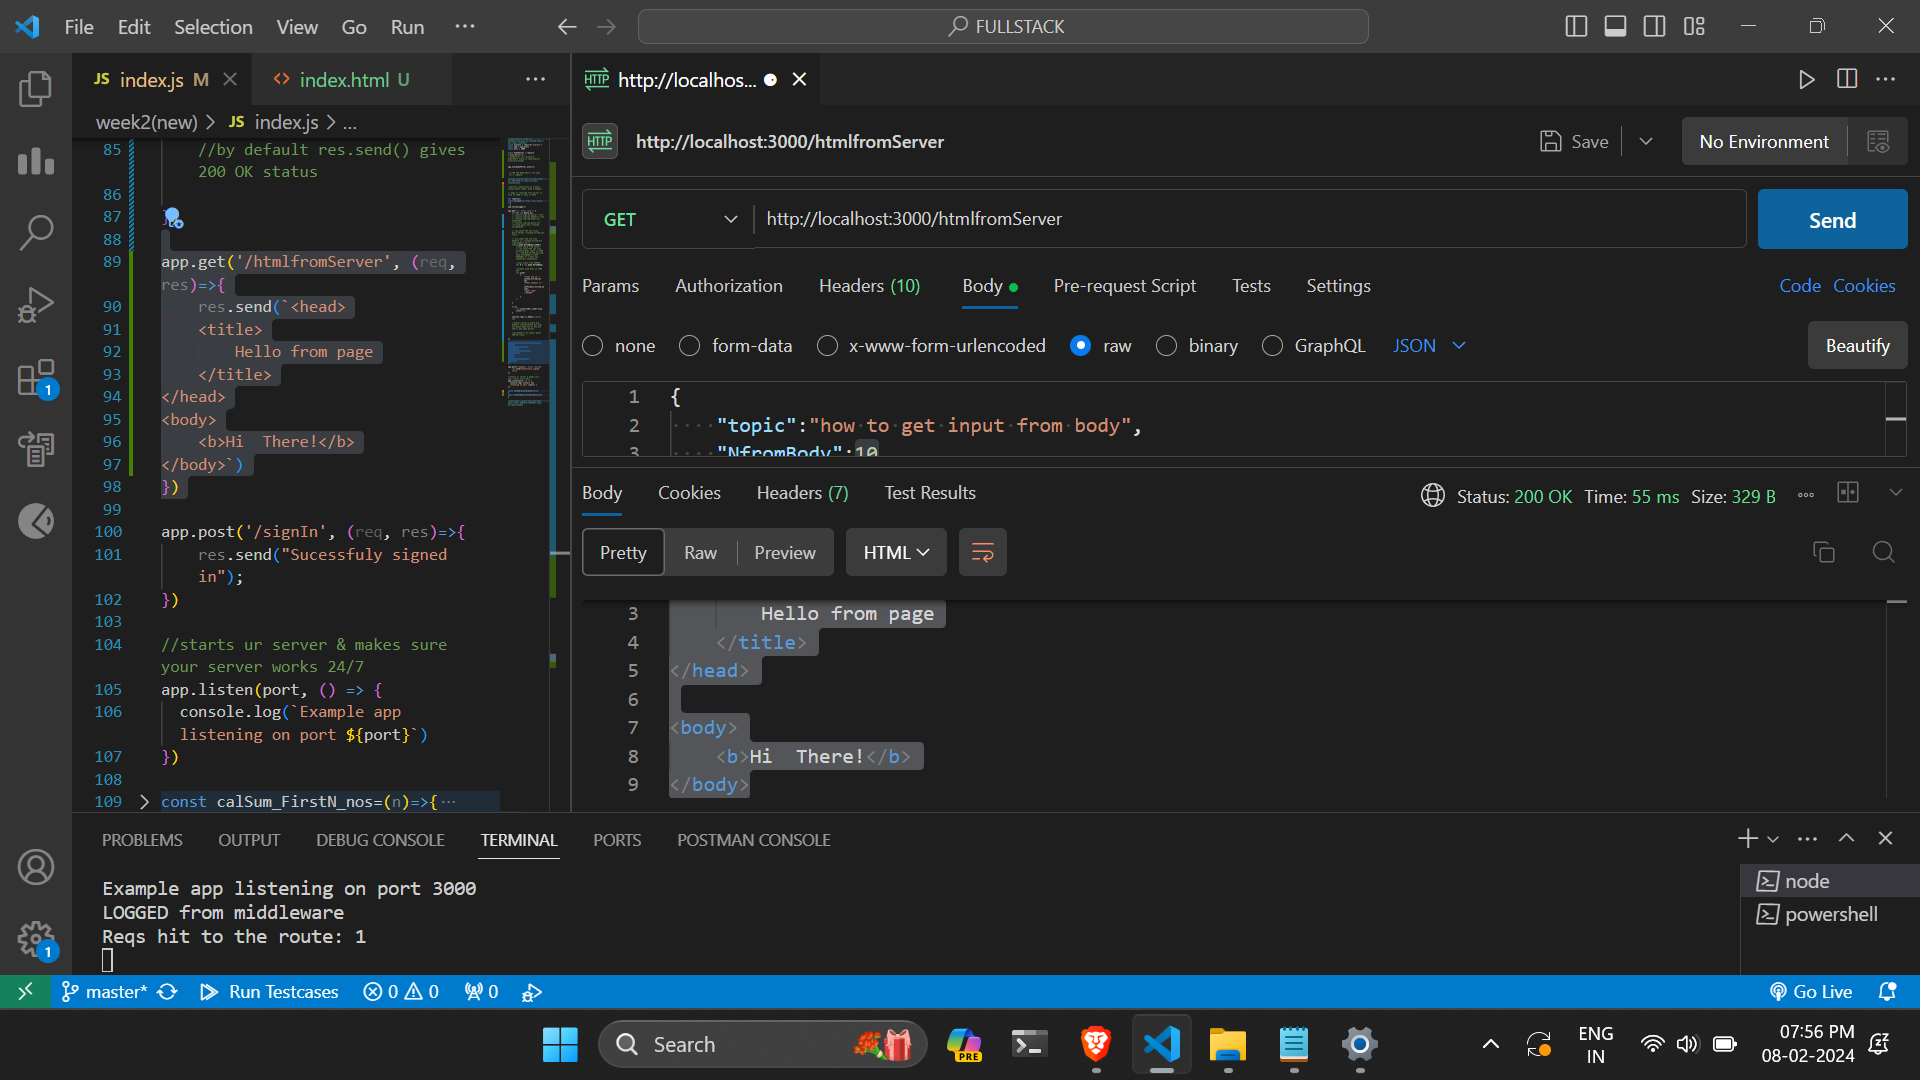 File Edit Selection View Go Run ···
FULLSTACK
JS index.js M
<> index.html U
···
week2(new) > JS index.js > ...
85 //by default res.send() gives
200 OK status
86
87
88
89 app.get('/htmlfromServer', (req,
res)=>{
90 res.send(`<head>
91 <title>
92 Hello from page
93 </title>
94 </head>
95 <body>
96 <b>Hi  There!</b>
97 </body>`)
98 })
99
100 app.post('/signIn', (req, res)=>{
101 res.send("Sucessfuly signed
in");
102 })
103
104 //starts ur server & makes sure
your server works 24/7
105 app.listen(port, () => {
106 console.log(`Example app
listening on port ${port}`)
107 })
108
109 const calSum_FirstN_nos=(n)=>{···
HTTP http://localhos...
HTTP http://localhost:3000/htmlfromServer
Save
No Environment
GET http://localhost:3000/htmlfromServer
Send
Params Authorization Headers (10) Body Pre-request Script Tests Settings
Code Cookies
none form-data x-www-form-urlencoded raw binary GraphQL JSON
Beautify
1 {
2 ····"topic":"how·to·get·input·from·body",
3 ····"NfromBody":10
Body Cookies Headers (7) Test Results
Status: 200 OK Time: 55 ms Size: 329 B
Pretty Raw Preview HTML
3 Hello from page
4 </title>
5 </head>
6
7 <body>
8 <b>Hi  There!</b>
9 </body>
PROBLEMS OUTPUT DEBUG CONSOLE TERMINAL PORTS POSTMAN CONSOLE
Example app listening on port 3000
LOGGED from middleware
Reqs hit to the route: 1
node
powershell
1
1
master* Run Testcases 0 0 0
Go Live
Search
PRE
ENG
IN
07:56 PM
08-02-2024